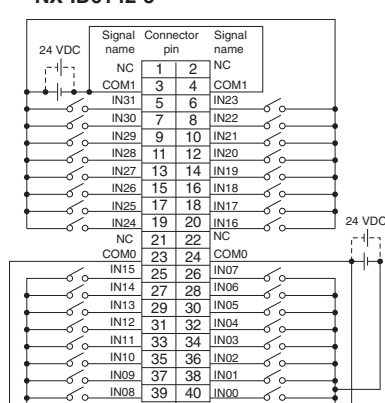 Signal name Connector pin Signal name
24 VDC
NC 1 2 NC
COM1 3 4 COM1
IN31 5 6 IN23
IN30 7 8 IN22
IN29 9 10 IN21
IN28 11 12 IN20
IN27 13 14 IN19
IN26 15 16 IN18
IN25 17 18 IN17
IN24 19 20 IN16
24 VDC
NC 21 22 NC
COM0 23 24 COM0
IN15 25 26 IN07
IN14 27 28 IN06
IN13 29 30 IN05
IN12 31 32 IN04
IN11 33 34 IN03
IN10 35 36 IN02
IN09 37 38 IN01
IN08 39 40 IN00